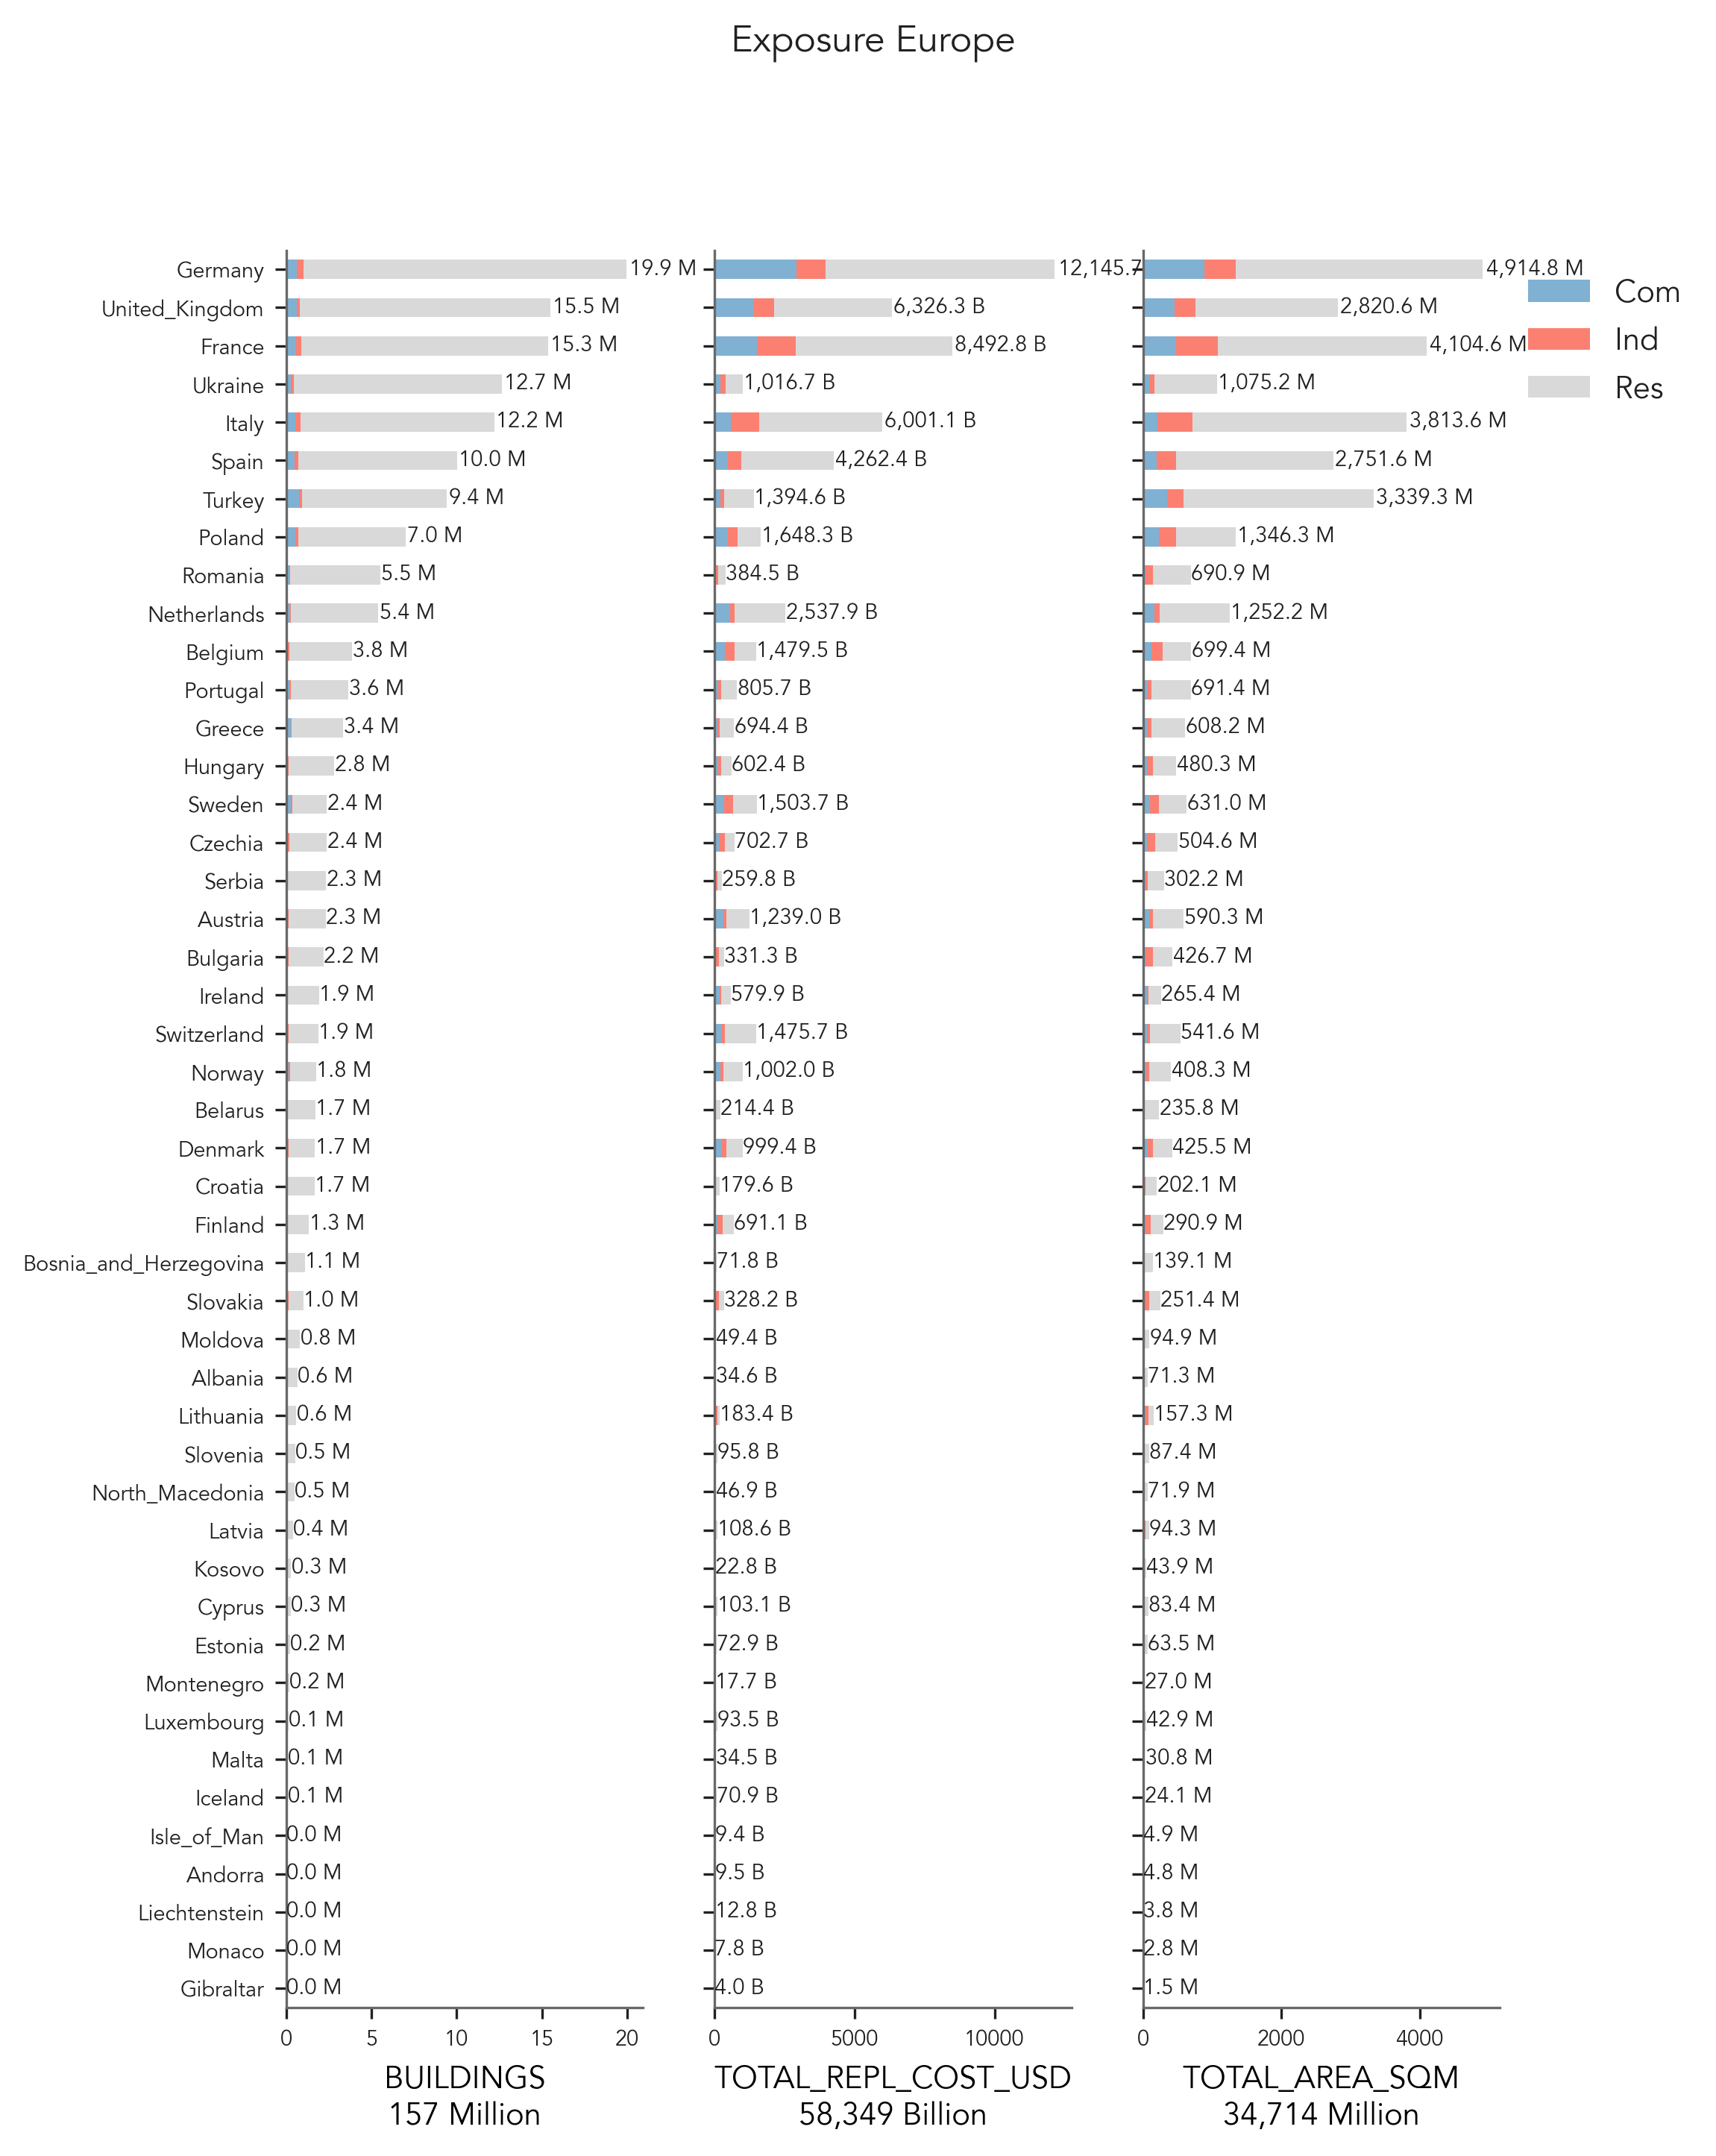 Exposure Europe
Germany 19.9 M 12,145.7 4,914.8 M
Com
United_Kingdom 15.5 M 6,326.3 B 2,820.6 M
Ind
France 15.3 M 8,492.8 B 4,104.6 M
Ukraine 12.7 M 1,016.7 B 1,075.2 M
Res
Italy 12.2 M 6,001.1 B 3,813.6 M
Spain 10.0 M 4,262.4 B 2,751.6 M
Turkey 9.4 M 1,394.6 B 3,339.3 M
Poland 7.0 M 1,648.3 B 1,346.3 M
Romania 5.5 M 384.5 B 690.9 M
Netherlands 5.4 M 2,537.9 B 1,252.2 M
Belgium 3.8 M 1,479.5 B 699.4 M
Portugal 3.6 M 805.7 B 691.4 M
Greece 3.4 M 694.4 B 608.2 M
Hungary 2.8 M 602.4 B 480.3 M
Sweden 2.4 M 1,503.7 B 631.0 M
Czechia 2.4 M 702.7 B 504.6 M
Serbia 2.3 M 259.8 B 302.2 M
Austria 2.3 M 1,239.0 B 590.3 M
Bulgaria 2.2 M 331.3 B 426.7 M
Ireland 1.9 M 579.9 B 265.4 M
Switzerland 1.9 M 1,475.7 B 541.6 M
Norway 1.8 M 1,002.0 B 408.3 M
Belarus 1.7 M 214.4 B 235.8 M
Denmark 1.7 M 999.4 B 425.5 M
Croatia 1.7 M 179.6 B 202.1 M
Finland 1.3 M 691.1 B 290.9 M
Bosnia_and_Herzegovina 1.1 M 71.8 B 139.1 M
Slovakia 1.0 M 328.2 B 251.4 M
Moldova 0.8 M 49.4 B 94.9 M
Albania 0.6 M 34.6 B 71.3 M
Lithuania 0.6 M 183.4 B 157.3 M
Slovenia 0.5 M 95.8 B 87.4 M
North_Macedonia 0.5 M 46.9 B 71.9 M
Latvia 0.4 M 108.6 B 94.3 M
Kosovo 0.3 M 22.8 B 43.9 M
Cyprus 0.3 M 103.1 B 83.4 M
Estonia 0.2 M 72.9 B 63.5 M
Montenegro 0.2 M 17.7 B 27.0 M
Luxembourg 0.1 M 93.5 B 42.9 M
Malta 0.1 M 34.5 B 30.8 M
Iceland 0.1 M 70.9 B 24.1 M
Isle_of_Man 0.0 M 9.4 B 4.9 M
Andorra 0.0 M 9.5 B 4.8 M
Liechtenstein 0.0 M 12.8 B 3.8 M
Monaco 0.0 M 7.8 B 2.8 M
Gibraltar 0.0 M 4.0 B 1.5 M
0 5 10 15 20 0 5000 10000 0 2000 4000
BUILDINGS TOTAL_REPL_COST_USD TOTAL_AREA_SQM
157 Million 58,349 Billion 34,714 Million